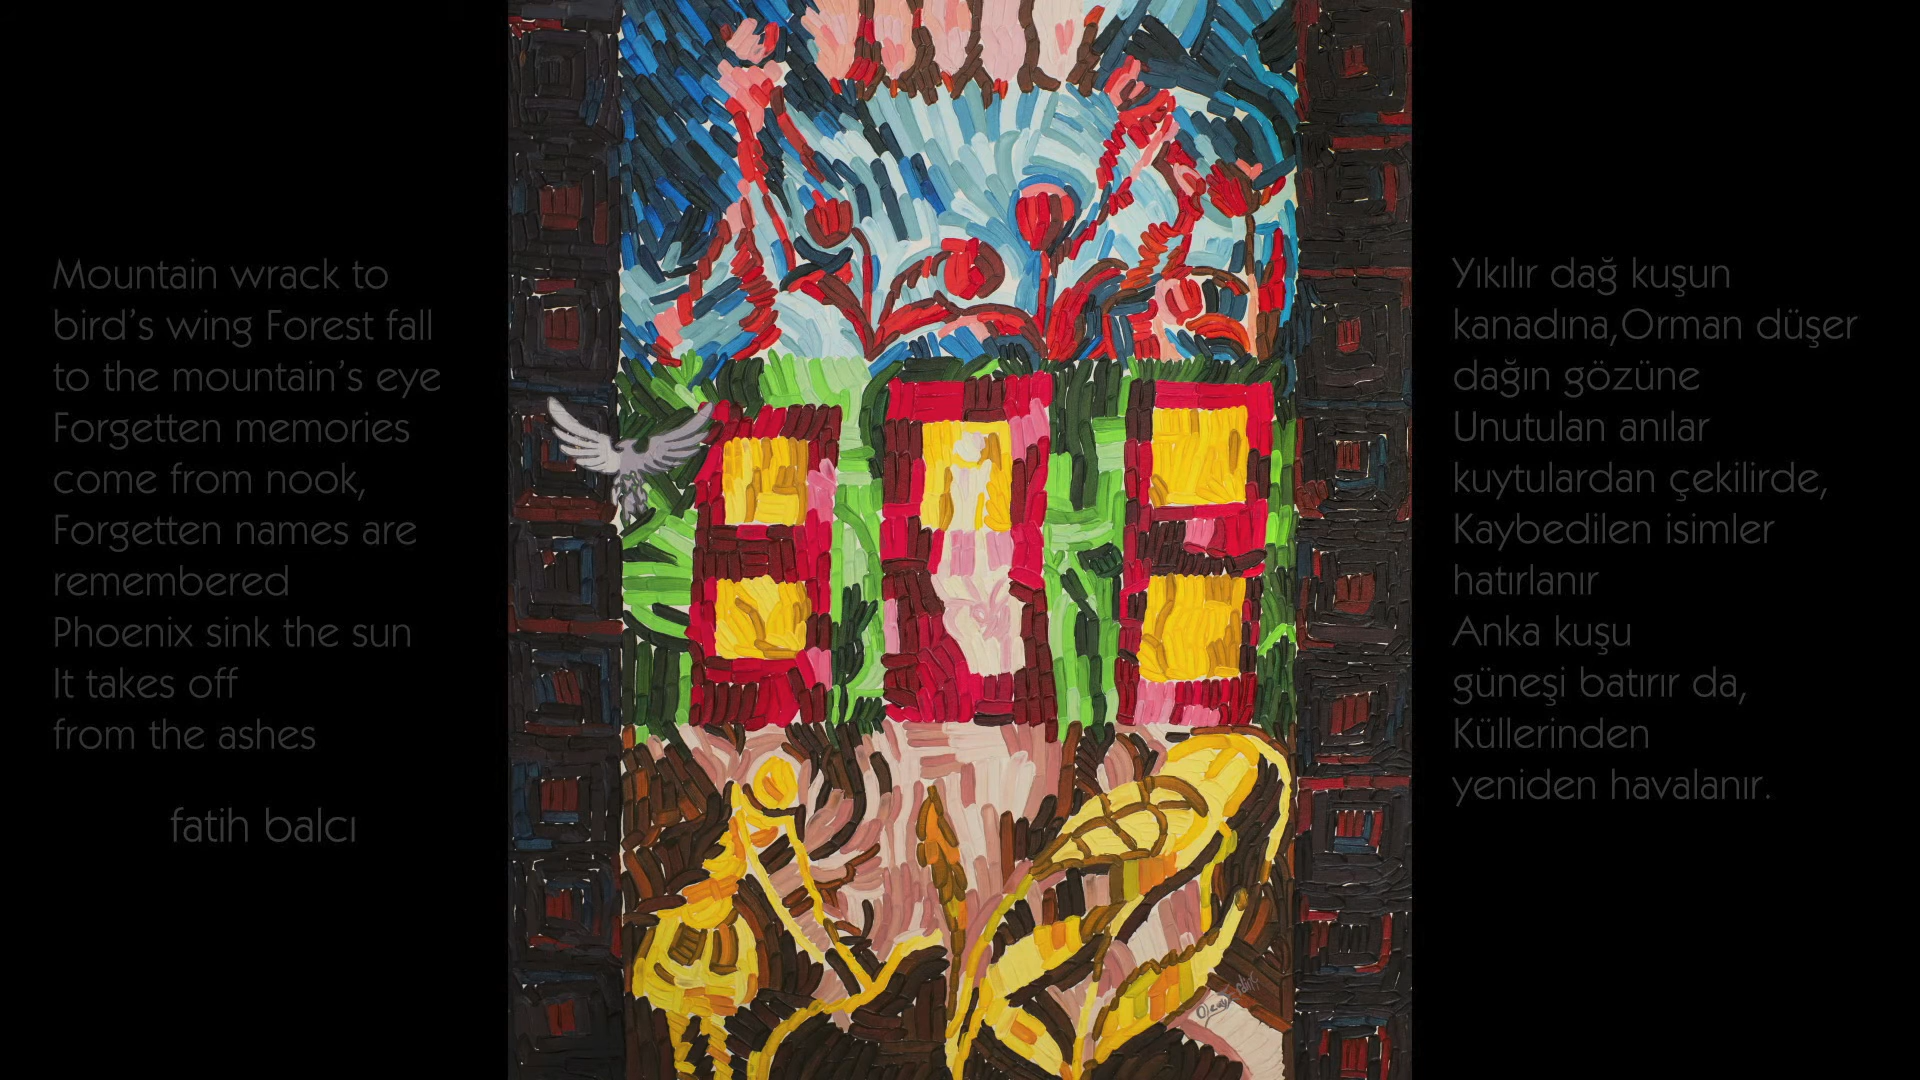 Mountain wrack to
bird's wing Forest fall
to the mountain's eye
Forgetten memories
come from nook,
Forgetten names are
remembered
Phoenix sink the sun
It takes off
from the ashes
fatih balcı
Yıkılır dağ kuşun
kanadına,Orman düşer
dağın gözüne
Unutulan anılar
kuytulardan çekilirde,
Kaybedilen isimler
hatırlanır
Anka kuşu
güneşi batırır da,
Küllerinden
yeniden havalanır.